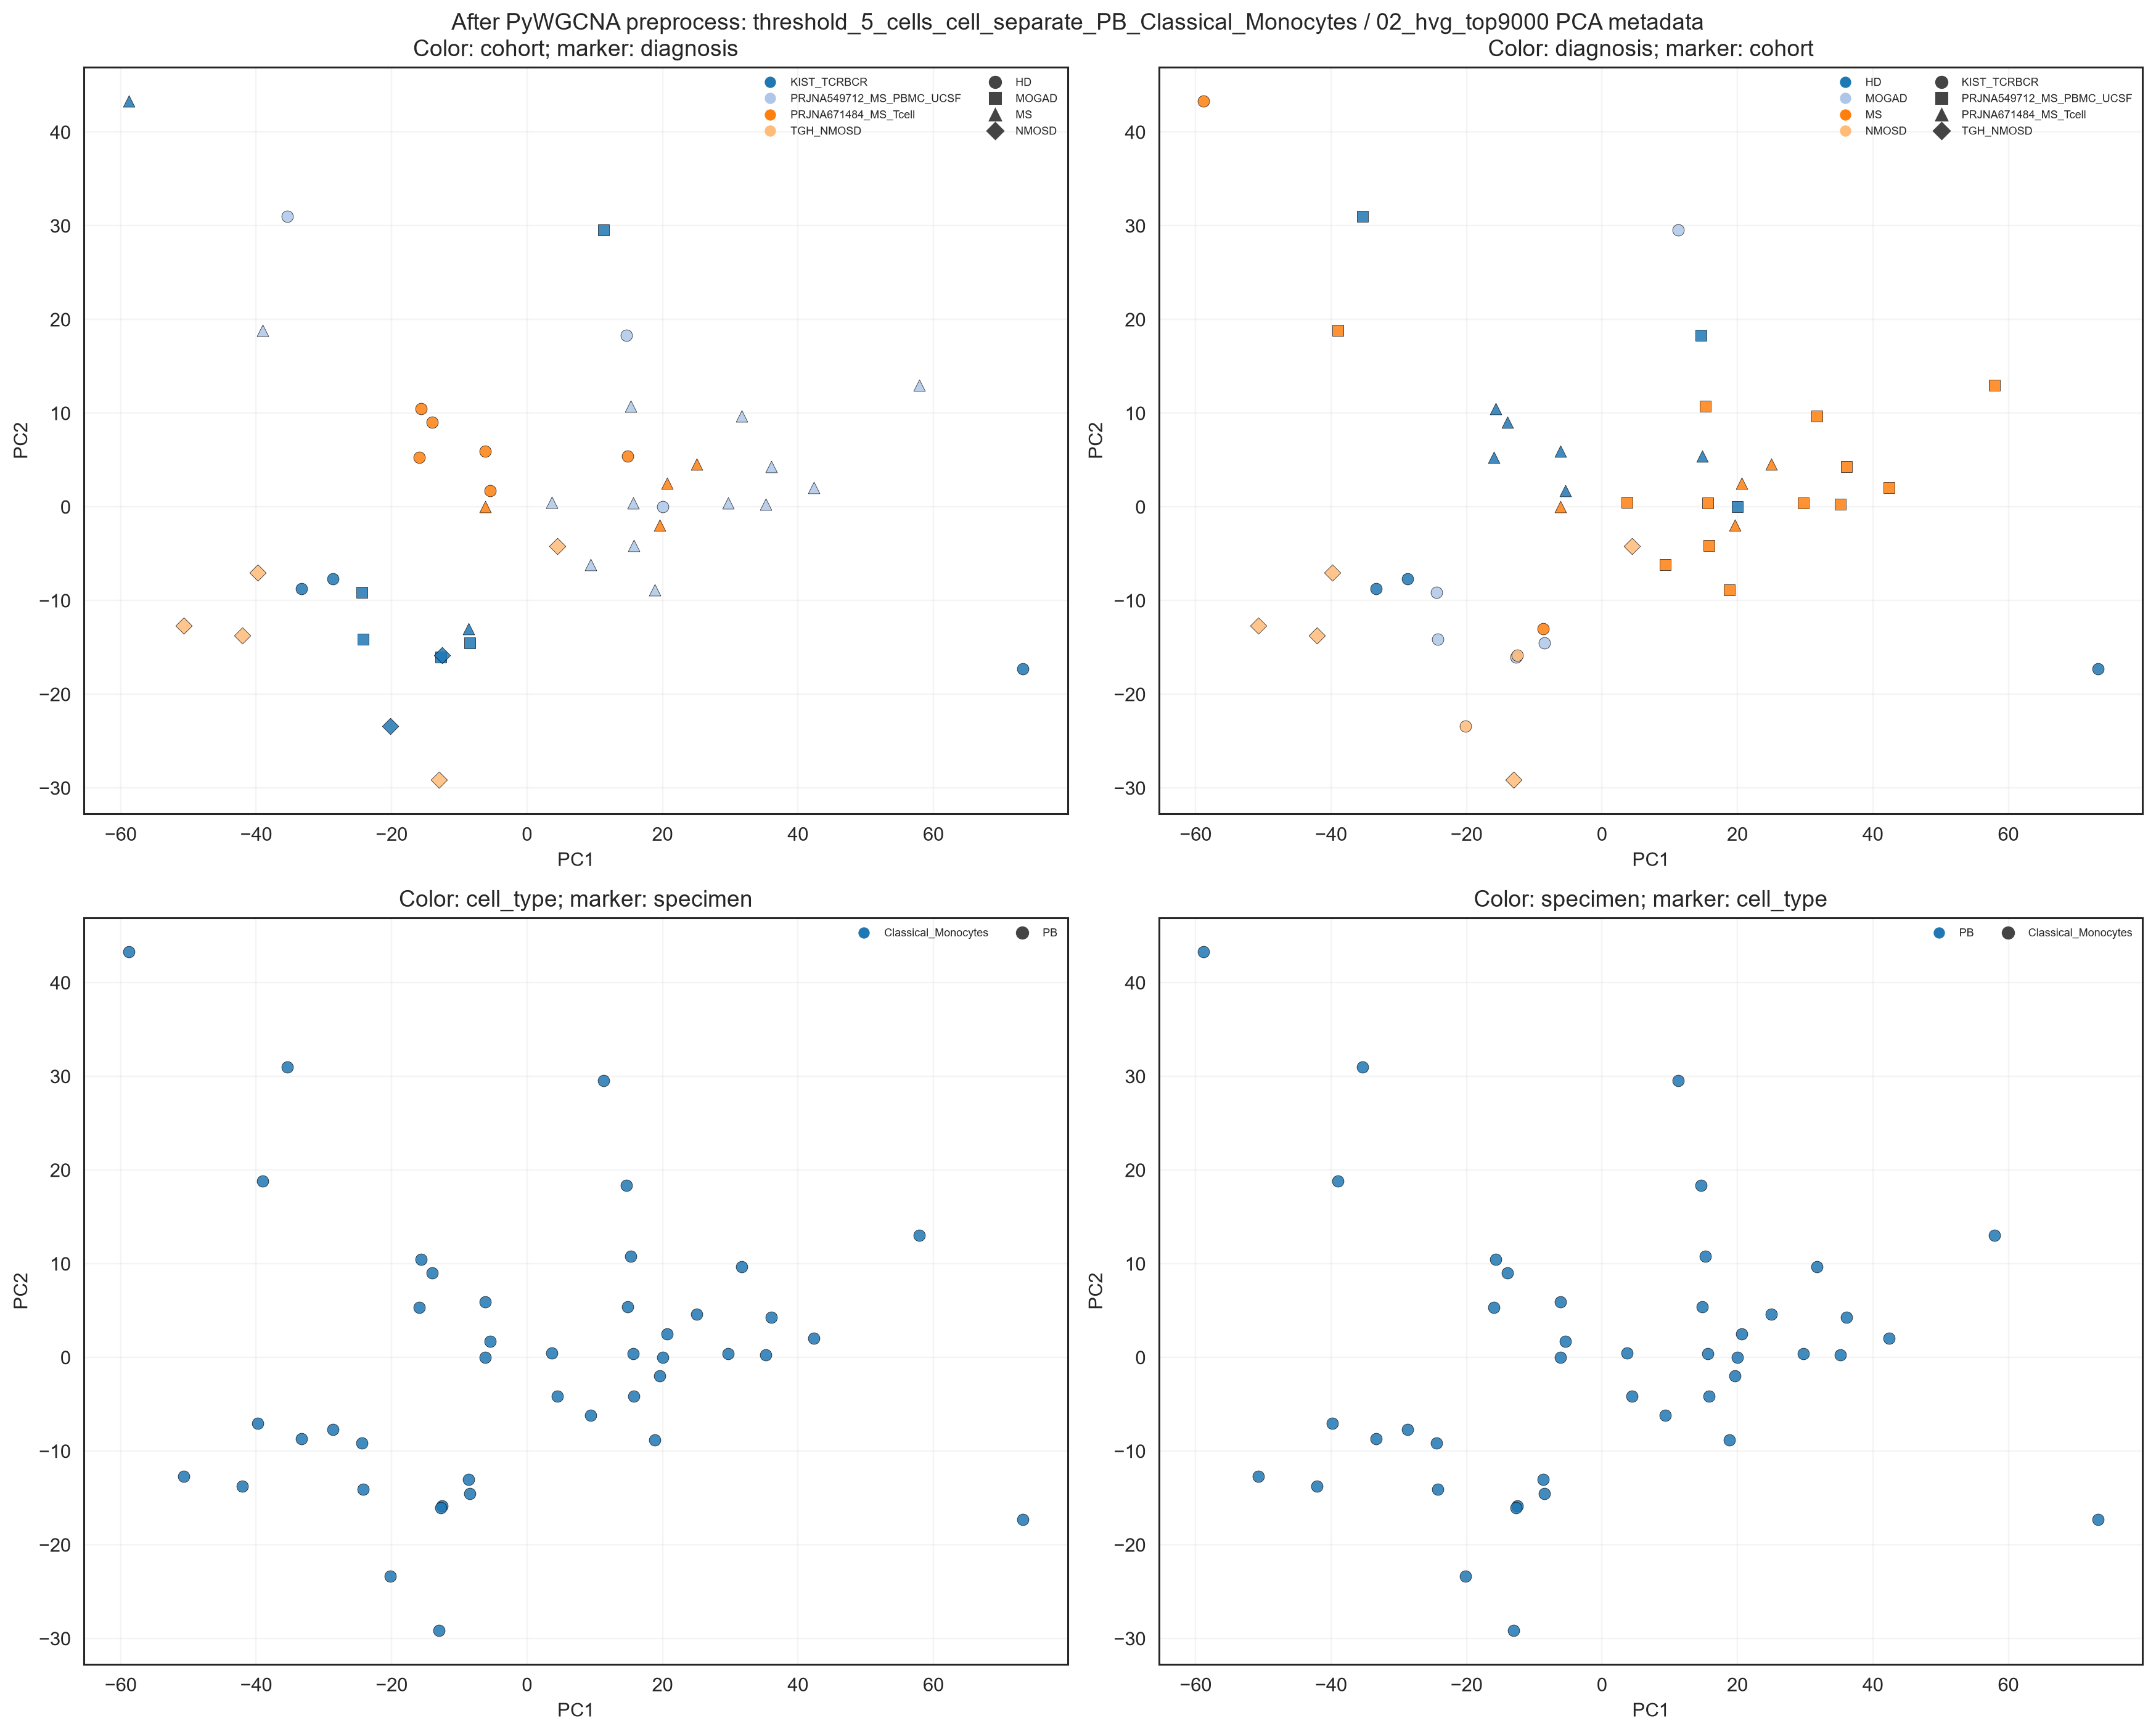 After PyWGCNA preprocess: threshold_5_cells_cell_separate_PB_Classical_Monocytes / 02_hvg_top9000 PCA metadata
Color: cohort; marker: diagnosis
KIST_TCRBCR
PRJNA549712_MS_PBMC_UCSF
PRJNA671484_MS_Tcell
TGH_NMOSD
HD
MOGAD
MS
NMOSD
40
30
20
10
0
−10
−20
−30
PC2
−60 −40 −20 0 20 40 60
PC1
Color: diagnosis; marker: cohort
HD
MOGAD
MS
NMOSD
KIST_TCRBCR
PRJNA549712_MS_PBMC_UCSF
PRJNA671484_MS_Tcell
TGH_NMOSD
40
30
20
10
0
−10
−20
−30
PC2
−60 −40 −20 0 20 40 60
PC1
Color: cell_type; marker: specimen
Classical_Monocytes
PB
40
30
20
10
0
−10
−20
−30
PC2
−60 −40 −20 0 20 40 60
PC1
Color: specimen; marker: cell_type
PB
Classical_Monocytes
40
30
20
10
0
−10
−20
−30
PC2
−60 −40 −20 0 20 40 60
PC1